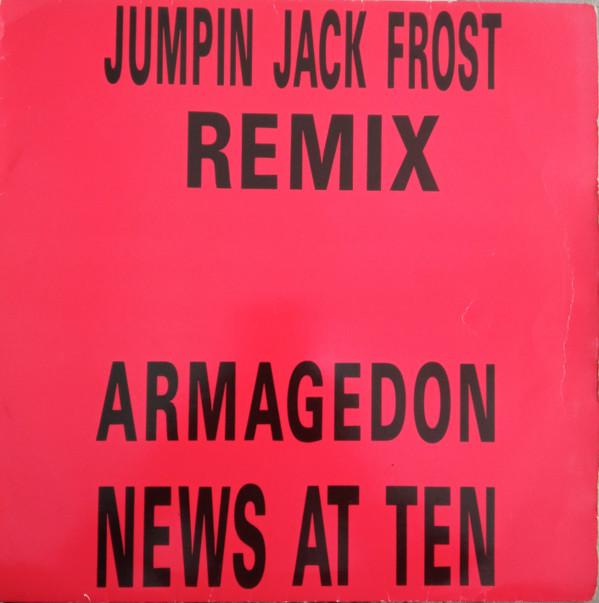 JUMPIN JACK FROST
REMIX
ARMAGEDON
NEWS AT TEN